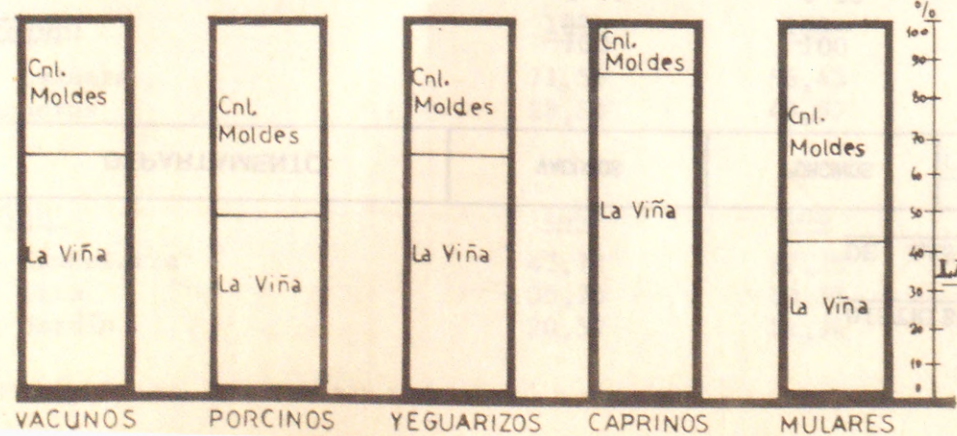 Cnl.
Moldes
La Viña
VACUNOS
Cnl.
Moldes
La Viña
PORCINOS
Cnl.
Moldes
La Viña
YEGUARIZOS
Cnl.
Moldes
La Viña
CAPRINOS
Cnl.
Moldes
La Viña
MULARES
%
100
90
80
70
60
50
40
30
20
10
0